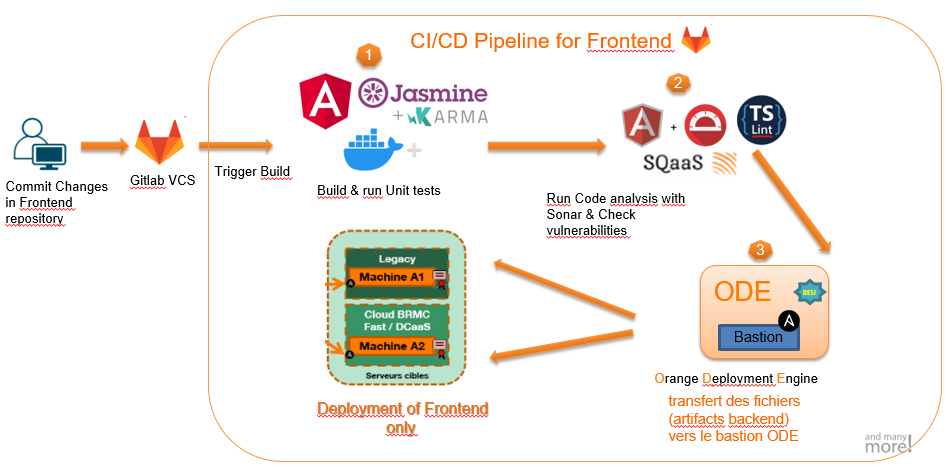 CI/CD Pipeline for Frontend
1
Jasmine
+ KARMA
+
2
+
TS
Lint
SQaaS
Commit Changes
in Frontend
repository
Gitlab VCS
Trigger Build
Build & run Unit tests
Run Code analysis with
Sonar & Check
vulnerabilities
3
Legacy
Machine A1
Cloud BRMC
Fast / DCaaS
Machine A2
Serveurs cibles
Deployment of Frontend
only
ODE
DESI
Bastion
Orange Deployment Engine
transfert des fichiers
(artifacts backend)
vers le bastion ODE
and many
more!